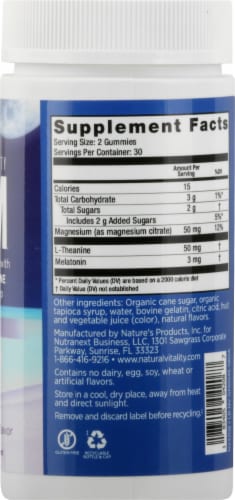 Supplement Facts
Serving Size: 2 Gummies
Servings Per Container: 30
Amount Per Serving %DV
Calories 15
Total Carbohydrate 3 g 1%*
Total Sugars 2 g †
Includes 2 g Added Sugars 5%*
Magnesium (as magnesium citrate) 50 mg 12%
L-Theanine 50 mg †
Melatonin 3 mg †
* Percent Daily Values (DV) are based on a 2000 calorie diet
† Daily Value (DV) not established
Other ingredients: Organic cane sugar, organic
tapioca syrup, water, bovine gelatin, citric acid, fruit
and vegetable juice (color), natural flavors.
Manufactured by Nature's Products, Inc. for
Nutranext Business, LLC, 1301 Sawgrass Corporate
Parkway, Sunrise, FL 33323
1-866-416-9216 • www.naturalvitality.com
Contains no dairy, egg, soy, wheat or
artificial flavors.
Store in a cool, dry place, away from heat
and direct sunlight.
Remove and discard label before recycling.
GLUTEN FREE
RECYCLABLE
BOTTLE & CAP